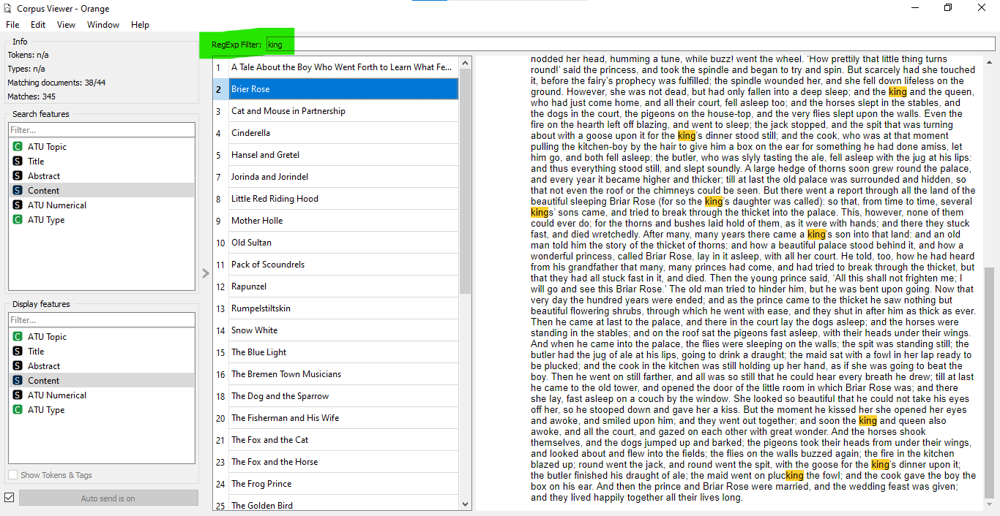 Corpus Viewer - Orange
File Edit View Window Help
Info
Tokens: n/a
Types: n/a
Matching documents: 38/44
Matches: 345
Search features
Filter...
C ATU Topic
S Title
S Abstract
S Content
S ATU Numerical
C ATU Type
Display features
Filter...
C ATU Topic
S Title
S Abstract
S Content
S ATU Numerical
C ATU Type
Show Tokens & Tags
Auto send is on
RegExp Filter: king
1 A Tale About the Boy Who Went Forth to Learn What Fe...
2 Brier Rose
3 Cat and Mouse in Partnership
4 Cinderella
5 Hansel and Gretel
7 Jorinda and Jorindel
8 Little Red Riding Hood
9 Mother Holle
10 Old Sultan
11 Pack of Scoundrels
12 Rapunzel
13 Rumpelstiltskin
14 Snow White
15 The Blue Light
16 The Bremen Town Musicians
18 The Dog and the Sparrow
20 The Fisherman and His Wife
21 The Fox and the Cat
23 The Fox and the Horse
24 The Frog Prince
25 The Golden Bird
nodded her head, humming a tune, while buzz! went the wheel. 'How prettily that little thing turns
round!' said the princess, and took the spindle and began to try and spin. But scarcely had she touched
it, before the fairy's prophecy was fulfilled; the spindle wounded her, and she fell down lifeless on the
ground. However, she was not dead, but had only fallen into a deep sleep; and the king and the queen,
who had just come home, and all their court, fell asleep too; and the horses slept in the stables, and
the dogs in the court, the pigeons on the house-top, and the very flies slept upon the walls. Even the
fire on the hearth left off blazing, and went to sleep; the jack stopped, and the spit that was turning
about with a goose upon it for the king's dinner stood still; and the cook, who was at that moment
pulling the kitchen-boy by the hair to give him a box on the ear for something he had done amiss, let
him go, and both fell asleep; the butler, who was slyly tasting the ale, fell asleep with the jug at his lips:
and thus everything stood still, and slept soundly. A large hedge of thorns soon grew round the palace,
and every year it became higher and thicker; till at last the old palace was surrounded and hidden, so
that not even the roof or the chimneys could be seen. But there went a report through all the land of the
beautiful sleeping Briar Rose (for so the king's daughter was called): so that, from time to time, several
kings' sons came, and tried to break through the thicket into the palace. This, however, none of them
could ever do; for the thorns and bushes laid hold of them, as it were with hands; and there they stuck
fast, and died wretchedly. After many, many years there came a king's son into that land: and an old
man told him the story of the thicket of thorns; and how a beautiful palace stood behind it, and how a
wonderful princess, called Briar Rose, lay in it asleep, with all her court. He told, too, how he had heard
from his grandfather that many, many princes had come, and had tried to break through the thicket, but
that they had all stuck fast in it, and died. Then the young prince said, 'All this shall not frighten me; I
will go and see this Briar Rose.' The old man tried to hinder him, but he was bent upon going. Now that
very day the hundred years were ended; and as the prince came to the thicket he saw nothing but
beautiful flowering shrubs, through which he went with ease, and they shut in after him as thick as ever.
Then he came at last to the palace, and there in the court lay the dogs asleep; and the horses were
standing in the stables; and on the roof sat the pigeons fast asleep, with their heads under their wings.
And when he came into the palace, the flies were sleeping on the walls; the spit was standing still; the
butler had the jug of ale at his lips, going to drink a draught; the maid sat with a fowl in her lap ready to
be plucked; and the cook in the kitchen was still holding up her hand, as if she was going to beat the
boy. Then he went on still farther, and all was so still that he could hear every breath he drew; till at last
he came to the old tower, and opened the door of the little room in which Briar Rose was; and there
she lay, fast asleep on a couch by the window. She looked so beautiful that he could not take his eyes
off her, so he stooped down and gave her a kiss. But the moment he kissed her she opened her eyes
and awoke, and smiled upon him; and they went out together; and soon the king and queen also
awoke, and all the court, and gazed on each other with great wonder. And the horses shook
themselves, and the dogs jumped up and barked; the pigeons took their heads from under their wings,
and looked about and flew into the fields; the flies on the walls buzzed again; the fire in the kitchen
blazed up; round went the jack, and round went the spit, with the goose for the king's dinner upon it;
the butler finished his draught of ale; the maid went on plucking the fowl; and the cook gave the boy the
box on his ear. And then the prince and Briar Rose were married, and the wedding feast was given;
and they lived happily together all their lives long.